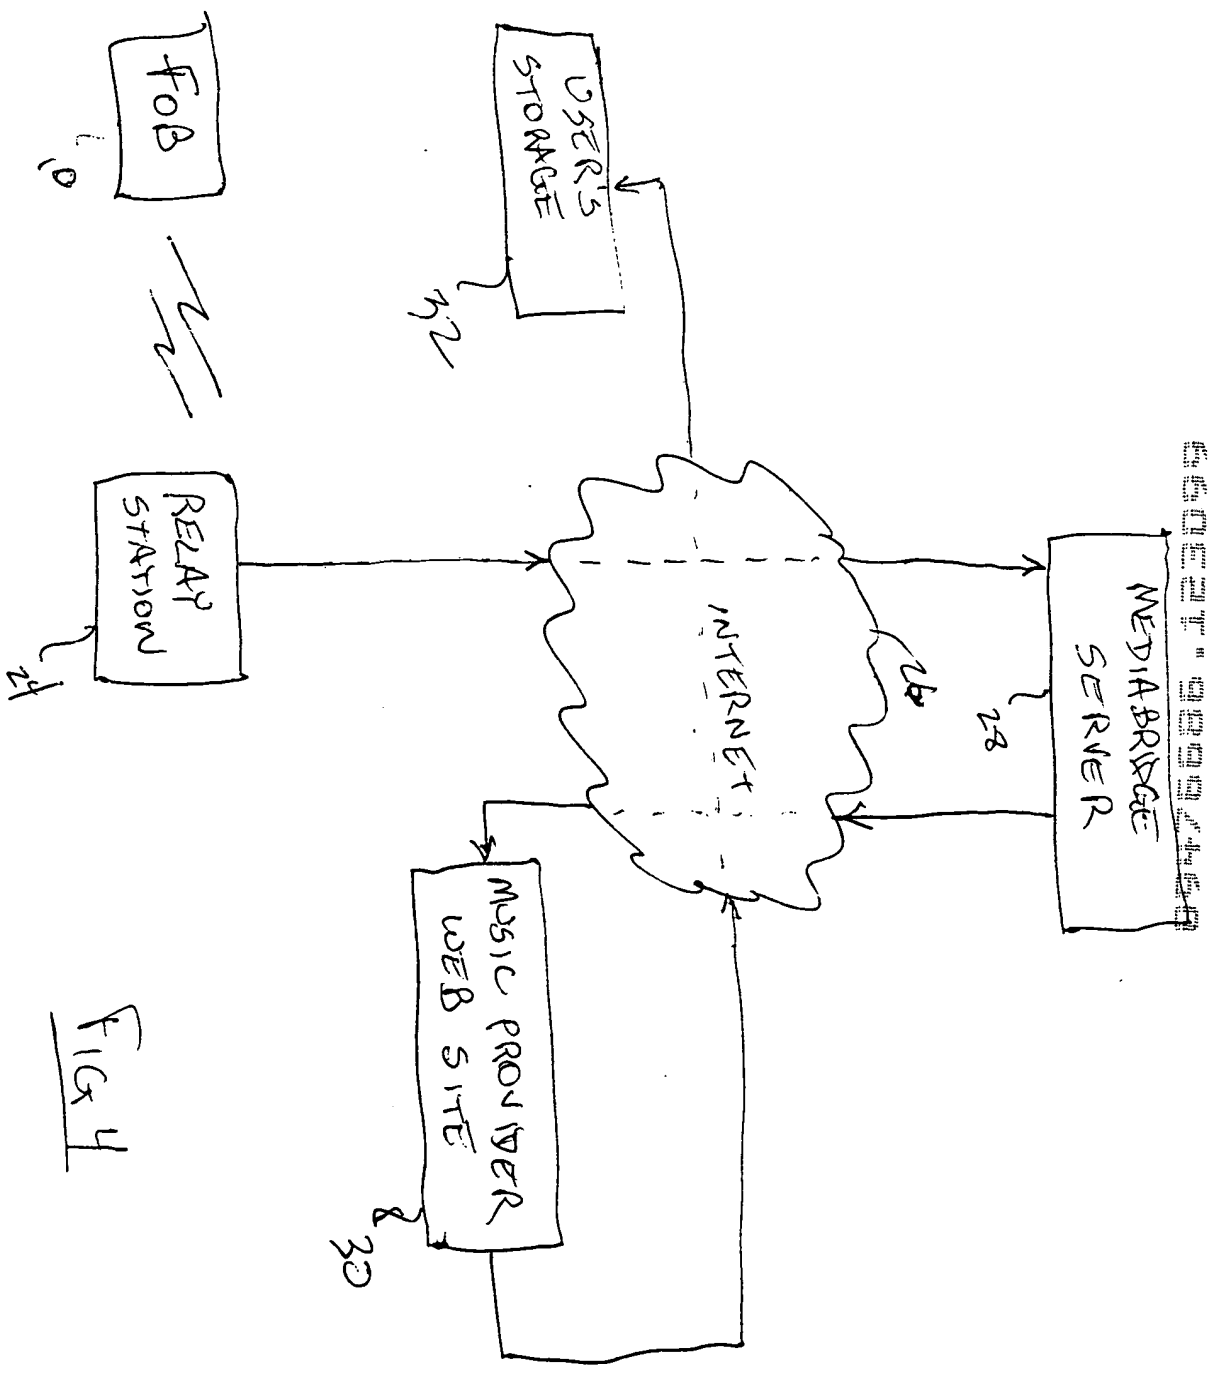 MEDIABRIDGE
SERVER
28
26
INTERNET
USER'S
STORAGE
32
MUSIC PROVIDER
WEB SITE
30
FOB
10
RELAY
STATION
24
FIG 4